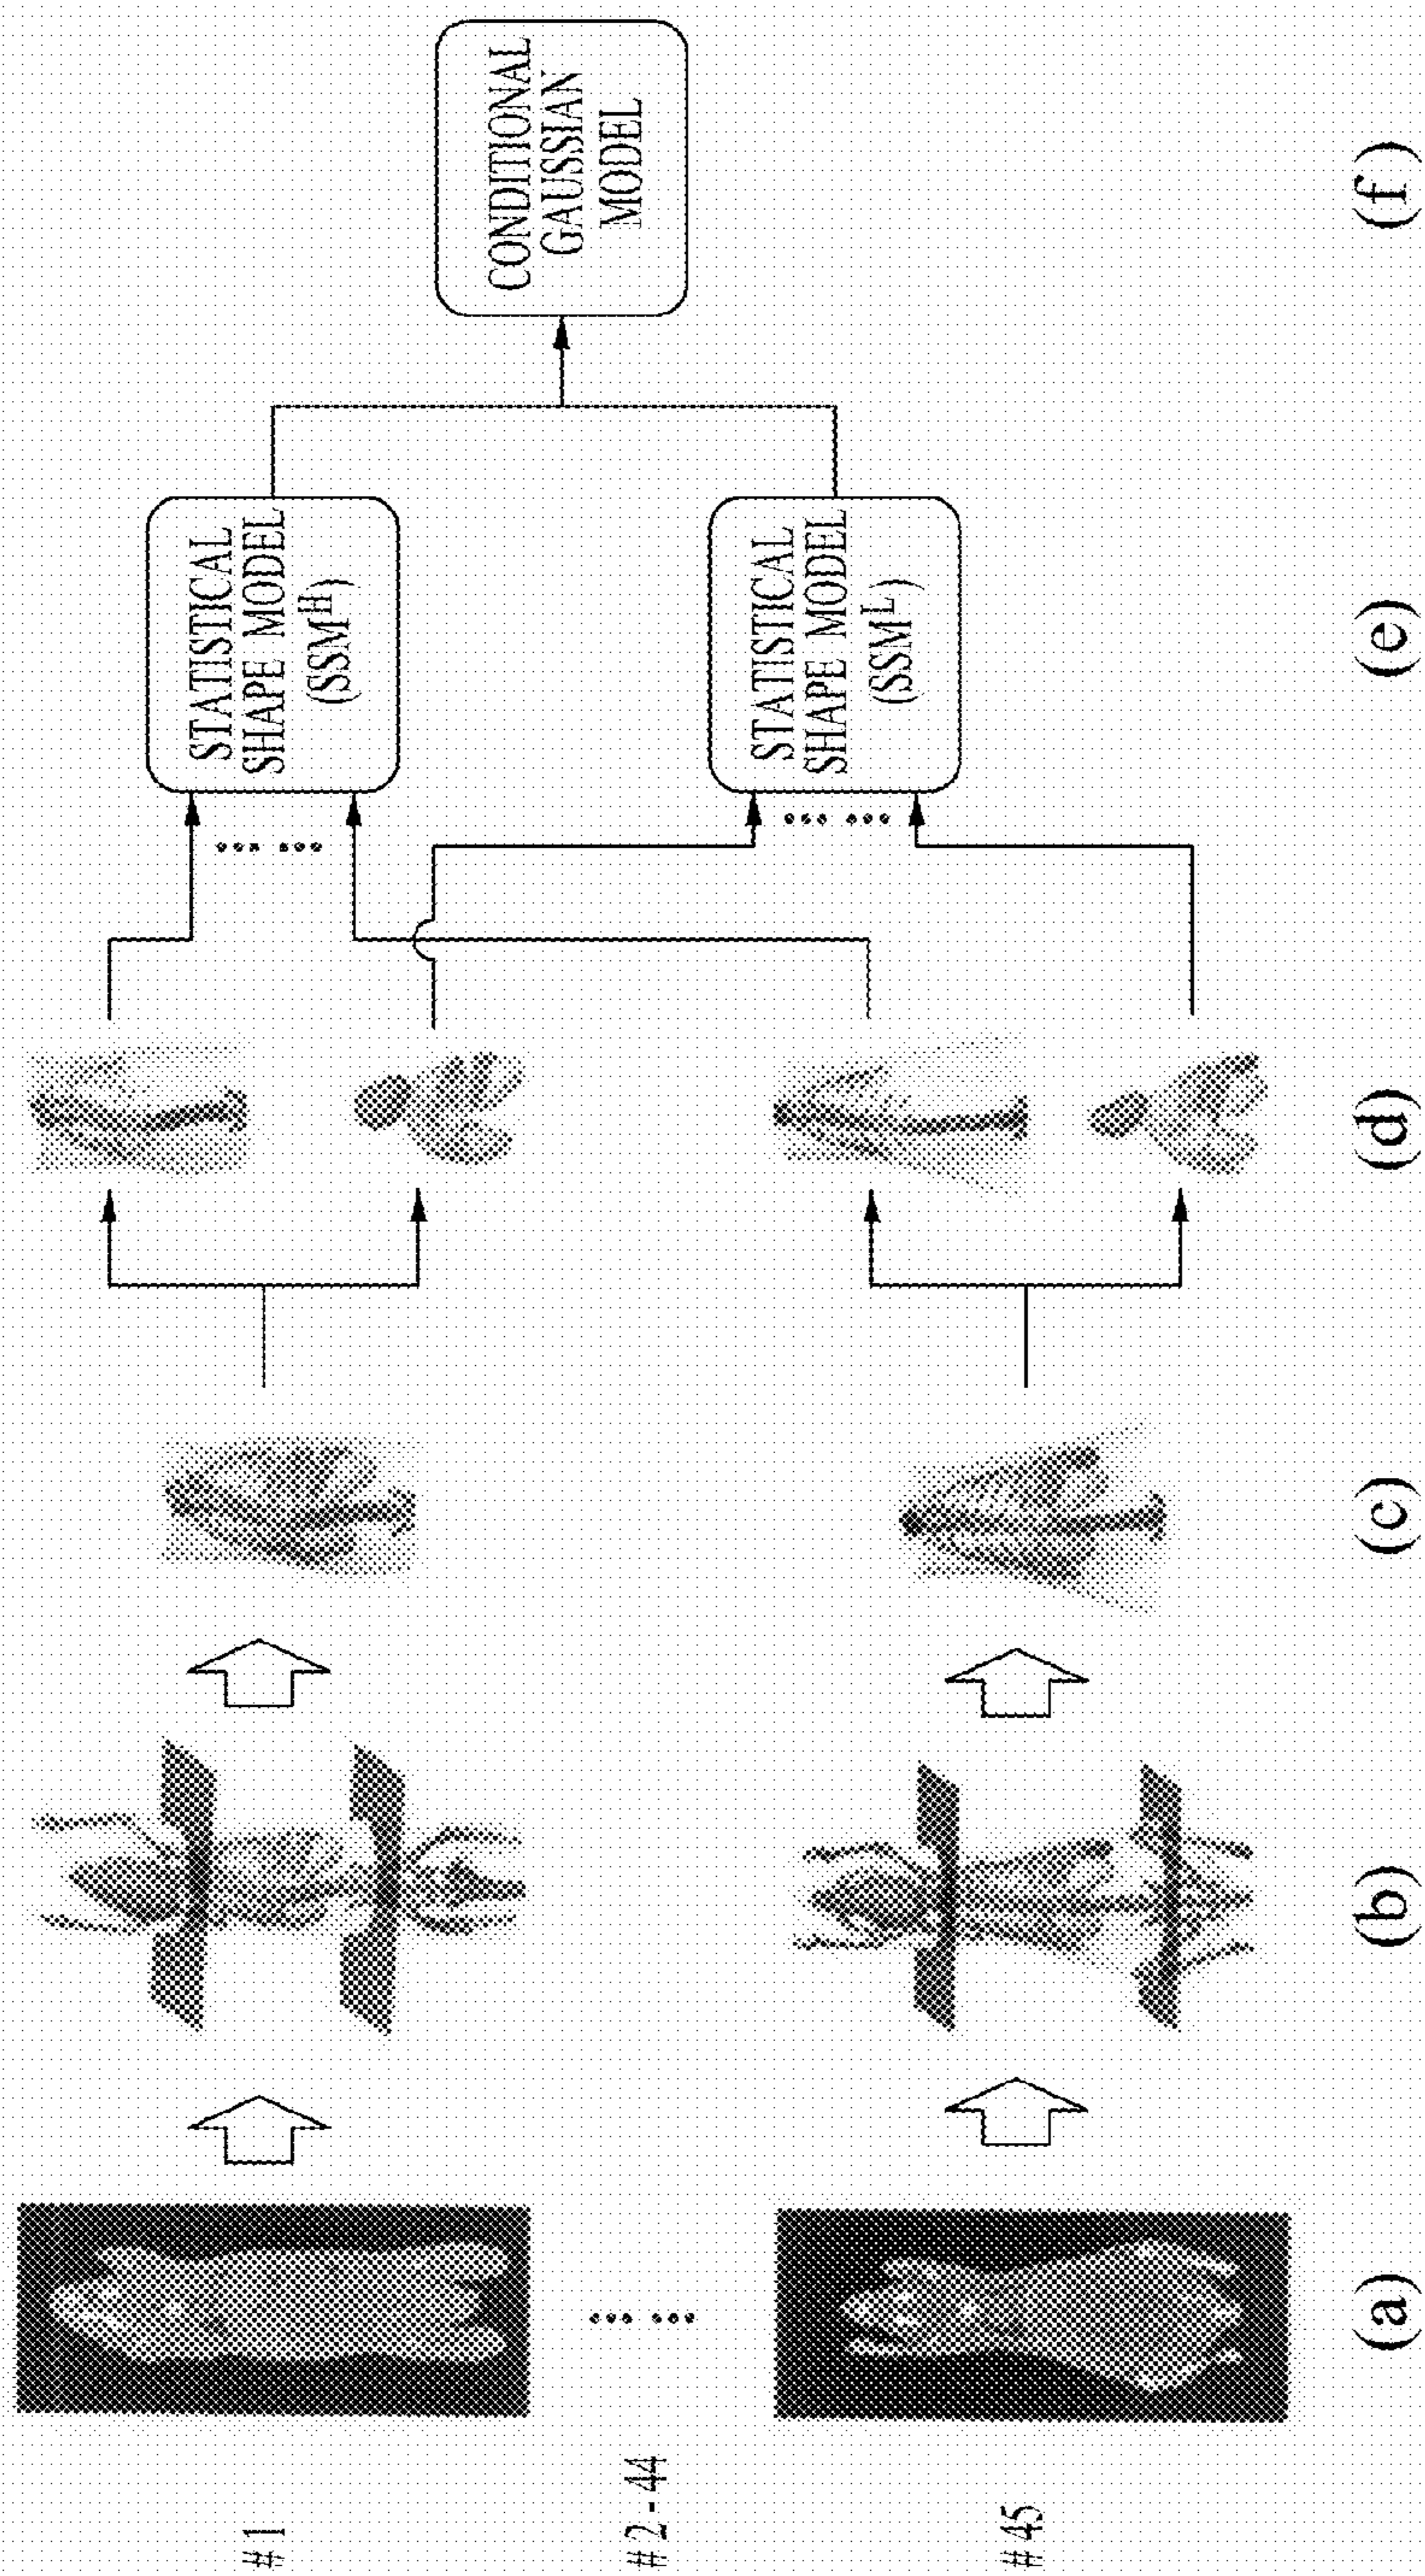 #1
#2-44
#45
STATISTICAL
SHAPE MODEL
(SSM^H)
STATISTICAL
SHAPE MODEL
(SSM^L)
CONDITIONAL
GAUSSIAN
MODEL
(a)
(b)
(c)
(d)
(e)
(f)